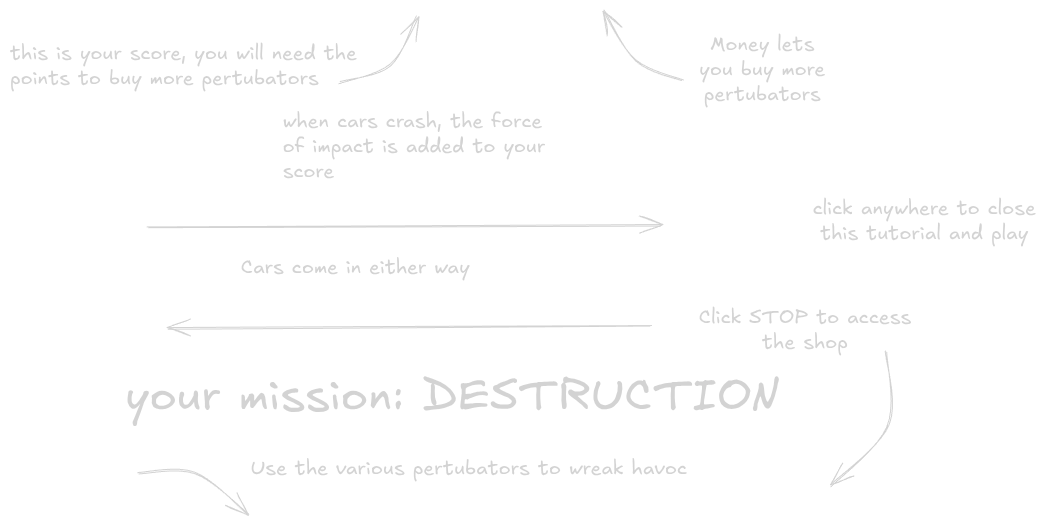 this is your score, you will need the
points to buy more pertubators
Money lets
you buy more
pertubators
when cars crash, the force
of impact is added to your
score
click anywhere to close
this tutorial and play
Cars come in either way
Click STOP to access
the shop
your mission: DESTRUCTION
Use the various pertubators to wreak havoc